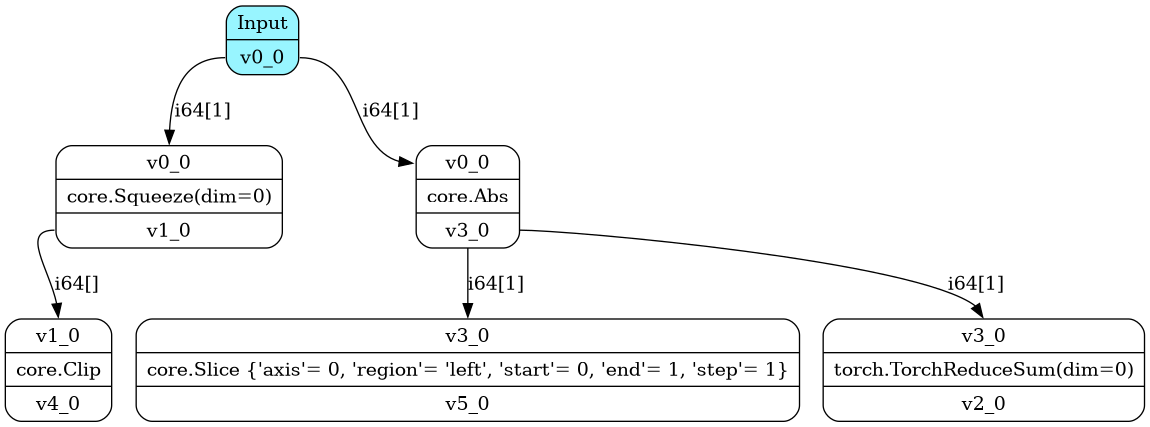 Input
v0_0
i64[1]
i64[1]
v0_0
core.Squeeze(dim=0)
v1_0
v0_0
core.Abs
v3_0
i64[]
i64[1]
i64[1]
v1_0
core.Clip
v4_0
v3_0
core.Slice {'axis'= 0, 'region'= 'left', 'start'= 0, 'end'= 1, 'step'= 1}
v5_0
v3_0
torch.TorchReduceSum(dim=0)
v2_0